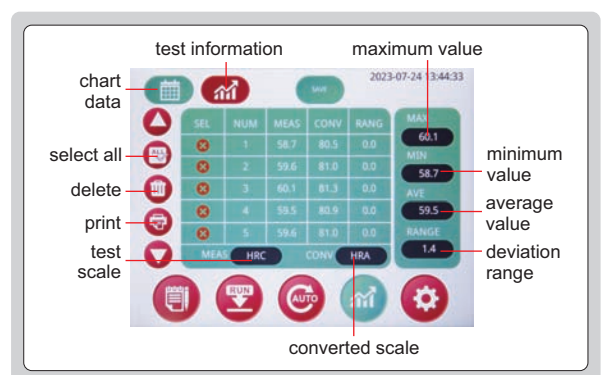 test information
maximum value
chart
data
SAVE
2023-07-24 13:44:33
SEL NUM MEAS CONV RANG
1 58.7 80.5 0.0
2 59.6 81.0 0.0
3 60.1 81.3 0.0
4 59.5 80.9 0.0
5 59.6 81.0 0.0
MEAS HRC CONV HRA
MAX
60.1
MIN
58.7
AVE
59.5
RANGE
1.4
select all
ALL
delete
print
test
scale
minimum
value
average
value
deviation
range
RUN
AUTO
converted scale